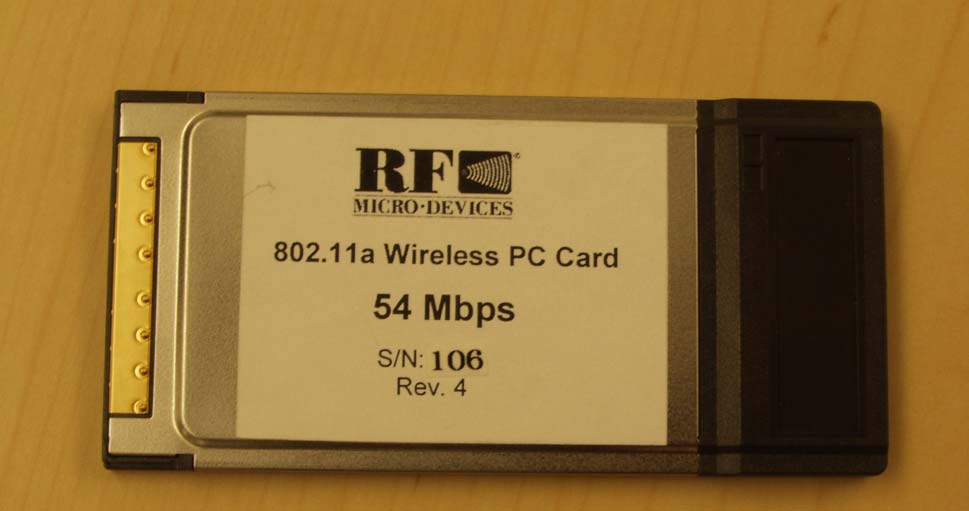 RF
MICRO·DEVICES
802.11a Wireless PC Card
54 Mbps
S/N: 106
Rev. 4